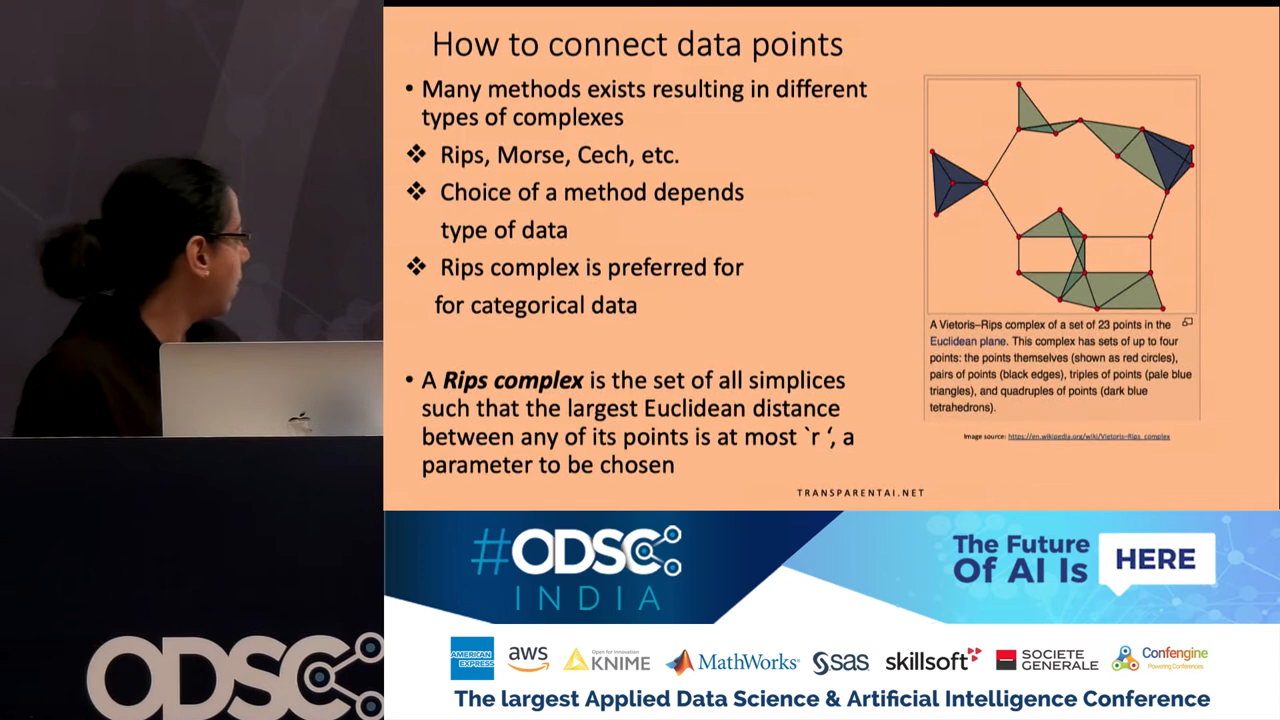 How to connect data points
• Many methods exists resulting in different
types of complexes
❖ Rips, Morse, Cech, etc.
❖ Choice of a method depends
type of data
❖ Rips complex is preferred for
for categorical data
• A Rips complex is the set of all simplices
such that the largest Euclidean distance
between any of its points is at most `r ‘, a
parameter to be chosen
A Vietoris–Rips complex of a set of 23 points in the
Euclidean plane. This complex has sets of up to four
points: the points themselves (shown as red circles),
pairs of points (black edges), triples of points (pale blue
triangles), and quadruples of points (dark blue
tetrahedrons).
Image source: https://en.wikipedia.org/wiki/Vietoris–Rips_complex
TRANSPARENTAI.NET
#ODSC
INDIA
The Future
Of AI Is
HERE
ODSC
AMERICAN
EXPRESS
aws
Open for Innovation
KNIME
MathWorks®
sas
skillsoft
SOCIETE
GENERALE
Confengine
Powering Conferences
The largest Applied Data Science & Artificial Intelligence Conference